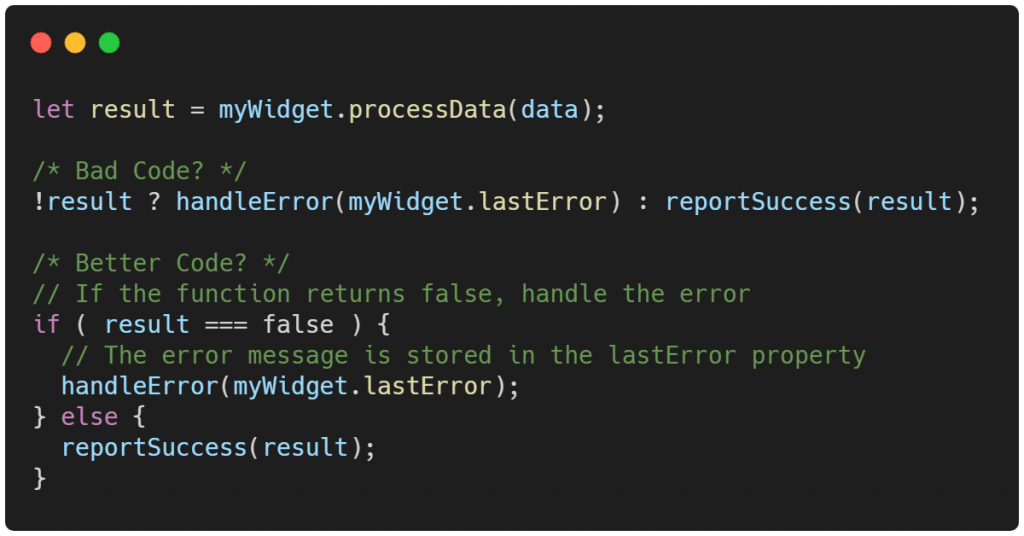 let result = myWidget.processData(data);
/* Bad Code? */
!result ? handleError(myWidget.lastError) : reportSuccess(result);
/* Better Code? */
// If the function returns false, handle the error
if ( result === false ) {
  // The error message is stored in the lastError property
  handleError(myWidget.lastError);
} else {
  reportSuccess(result);
}